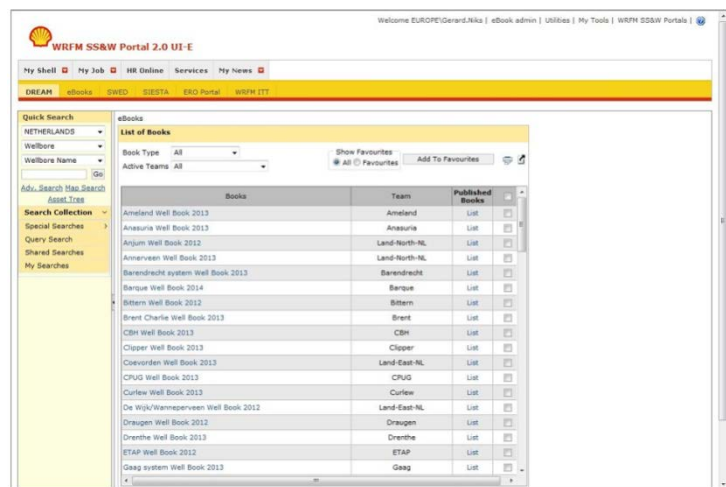 Welcome EUROPE\Gerard.Niks | eBook admin | Utilities | My Tools | WRFM SS&W Portals |
WRFM SS&W Portal 2.0 UI-E
My Shell My Job HR Online Services My News
DREAM eBooks SWED SIESTA ERO Portal WRFM ITT
Quick Search
NETHERLANDS
Wellbore
Wellbore Name
Go
Adv. Search Map Search
Asset Tree
Search Collection
Special Searches
Query Search
Shared Searches
My Searches
eBooks
List of Books
Book Type All
Active Teams All
Show Favourites
All Favourites
Add To Favourites
Books Team Published Books
Ameland Well Book 2013 Ameland List
Anasuria Well Book 2013 Anasuria List
Anjum Well Book 2012 Land-North-NL List
Annerveen Well Book 2013 Land-North-NL List
Barendrecht system Well Book 2013 Barendrecht List
Barque Well Book 2014 Barque List
Bittern Well Book 2012 Bittern List
Brent Charlie Well Book 2013 Brent List
CBH Well Book 2013 CBH List
Clipper Well Book 2013 Clipper List
Coevorden Well Book 2013 Land-East-NL List
CPUG Well Book 2013 CPUG List
Curlew Well Book 2013 Curlew List
De Wijk/Wanneperveen Well Book 2012 Land-East-NL List
Draugen Well Book 2012 Draugen List
Drenthe Well Book 2013 Drenthe List
ETAP Well Book 2012 ETAP List
Gaag system Well Book 2013 Gaag List